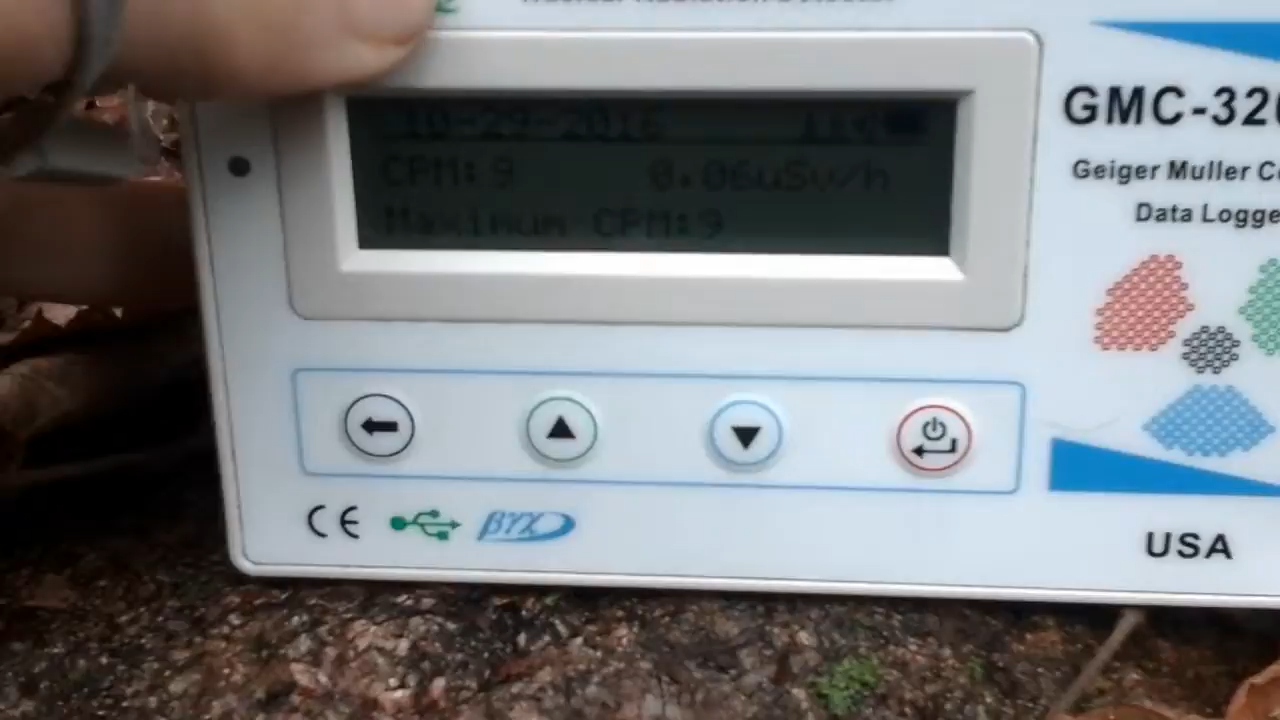 10-29-2016
CPM:9 0.06uSv/h
Maximum CPM:9
GMC-320
Geiger Muller Co
Data Logge
CE
βγχ
USA